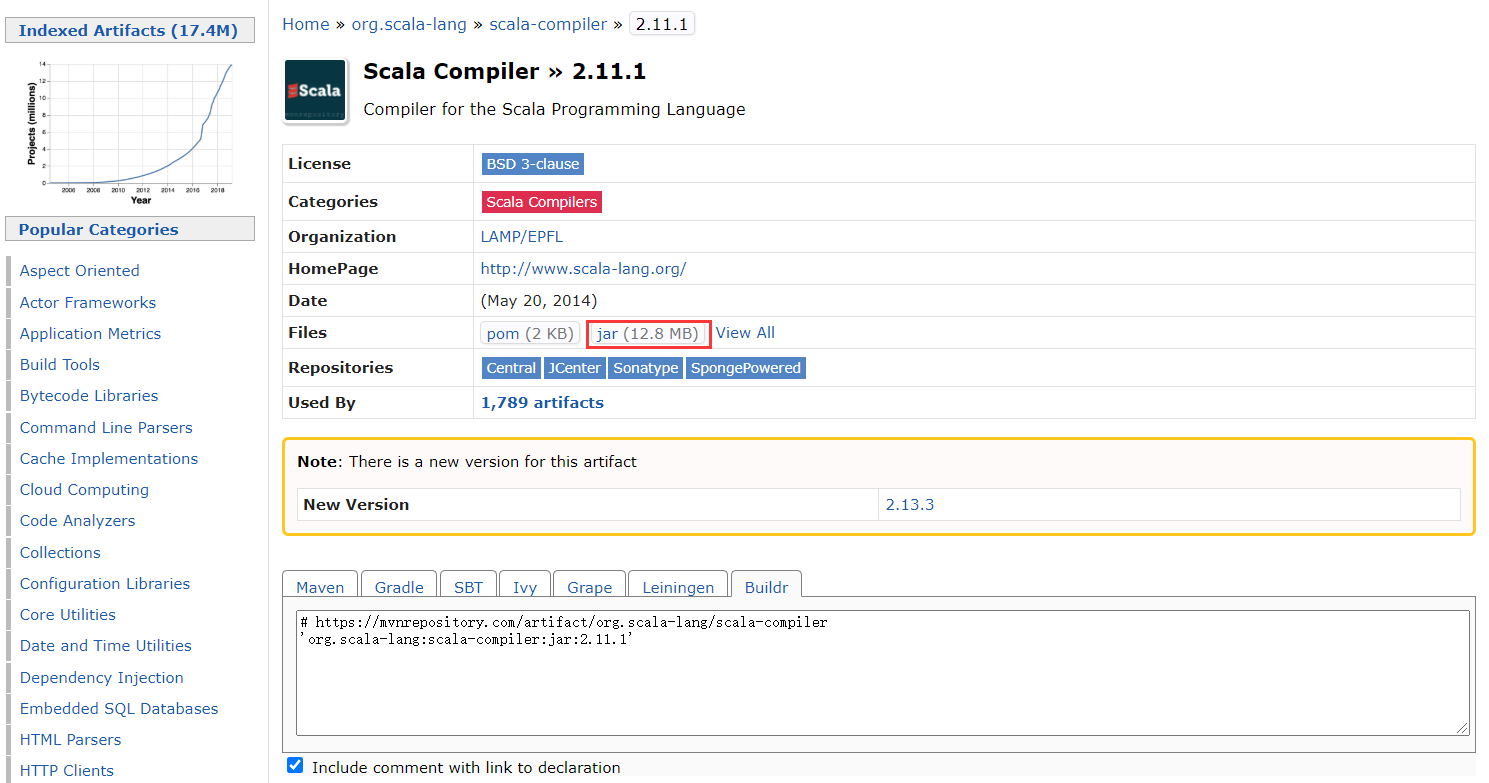 Indexed Artifacts (17.4M)
Projects (millions)
14
12
10
8
6
4
2
0
2006 2008 2010 2012 2014 2016 2018
Year
Popular Categories
Aspect Oriented
Actor Frameworks
Application Metrics
Build Tools
Bytecode Libraries
Command Line Parsers
Cache Implementations
Cloud Computing
Code Analyzers
Collections
Configuration Libraries
Core Utilities
Date and Time Utilities
Dependency Injection
Embedded SQL Databases
HTML Parsers
HTTP Clients
Home » org.scala-lang » scala-compiler » 2.11.1
Scala
mvnrepository
Scala Compiler » 2.11.1
Compiler for the Scala Programming Language
License BSD 3-clause
Categories Scala Compilers
Organization LAMP/EPFL
HomePage http://www.scala-lang.org/
Date (May 20, 2014)
Files pom (2 KB) jar (12.8 MB) View All
Repositories Central JCenter Sonatype SpongePowered
Used By 1,789 artifacts
Note: There is a new version for this artifact
New Version 2.13.3
Maven Gradle SBT Ivy Grape Leiningen Buildr
# https://mvnrepository.com/artifact/org.scala-lang/scala-compiler
'org.scala-lang:scala-compiler:jar:2.11.1'
Include comment with link to declaration